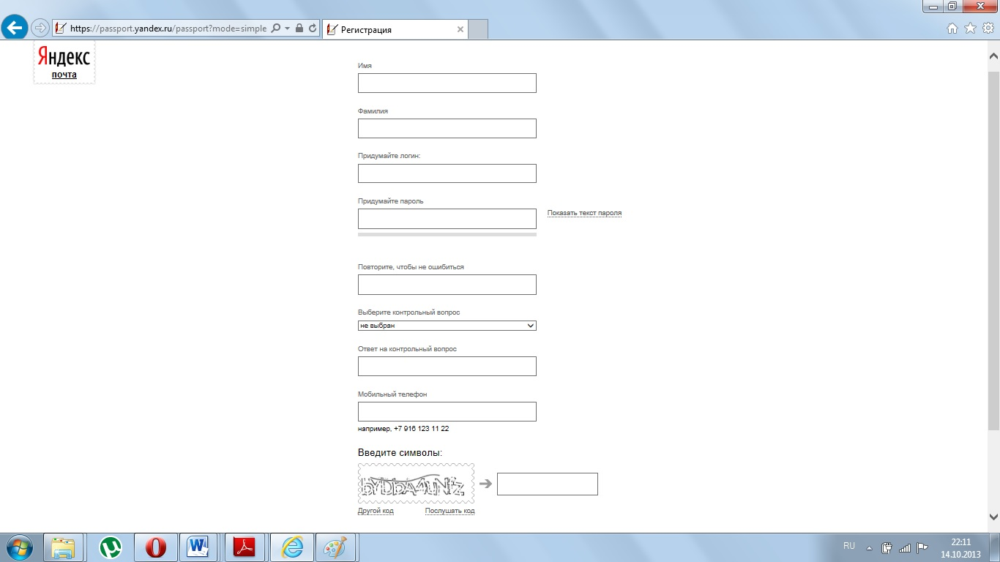 https://passport.yandex.ru/passport?mode=simple
Регистрация
Яндекс
почта
Имя
Фамилия
Придумайте логин:
Придумайте пароль
Показать текст пароля
Повторите, чтобы не ошибиться
Выберите контрольный вопрос
не выбран
Ответ на контрольный вопрос
Мобильный телефон
например, +7 916 123 11 22
Введите символы:
Другой код
Послушать код
RU
22:11
14.10.2013